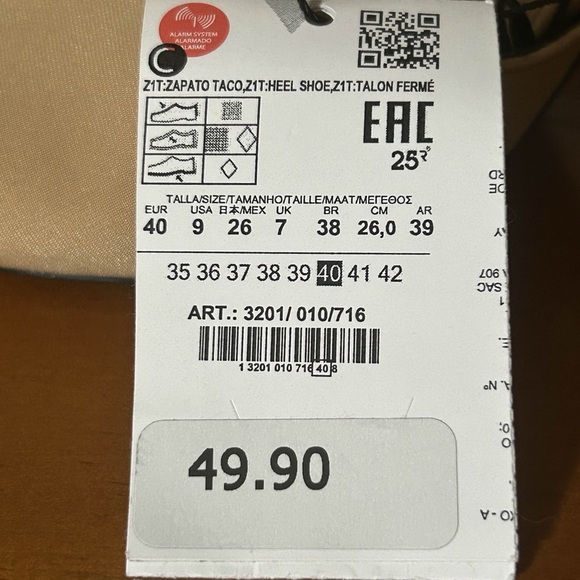 ALARM SYSTEM
ALARMADO
ALARME
C
Z1T:ZAPATO TACO,Z1T:HEEL SHOE,Z1T:TALON FERMÉ
EAC
25
TALLA/SIZE/TAMANHO/TAILLE/MAAT/ΜΕΓΕΘΟΣ
EUR USA 日本/MEX UK BR CM AR
40 9 26 7 38 26,0 39
35 36 37 38 39 40 41 42
ART.: 3201/ 010/716
1 3201 010 716 40 8
49.90